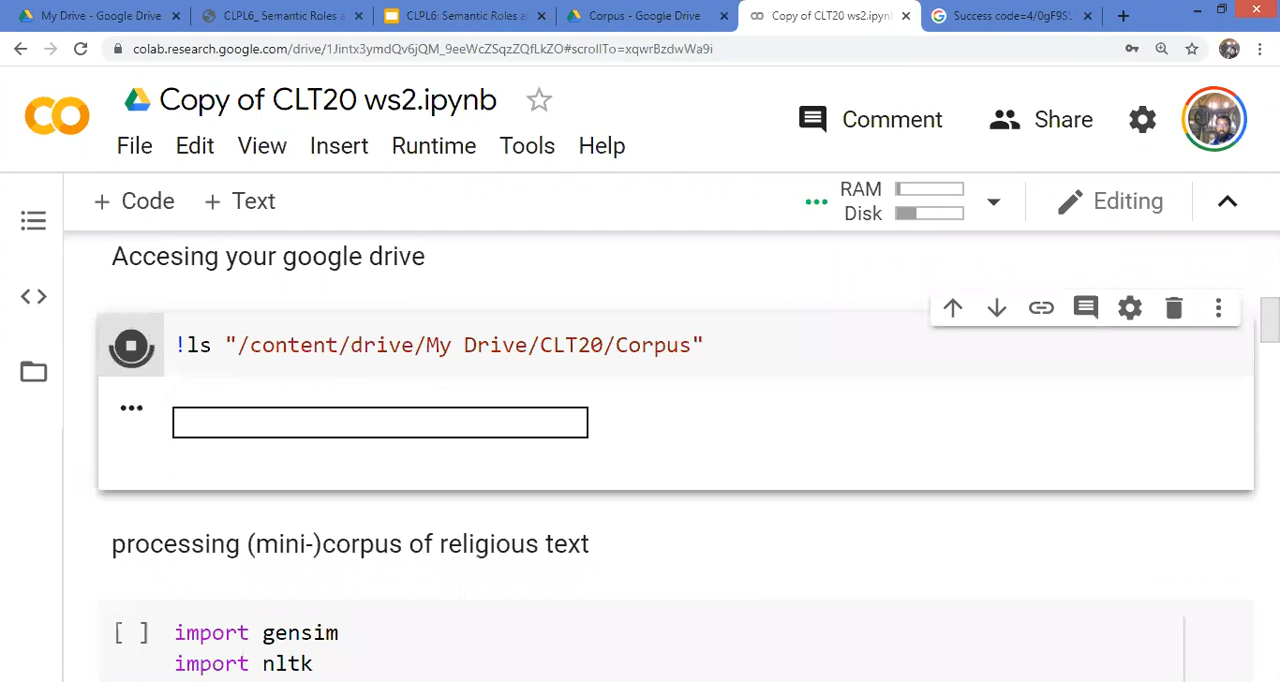 My Drive - Google Drive
CLPL6_ Semantic Roles a
CLPL6: Semantic Roles a
Corpus - Google Drive
Copy of CLT20 ws2.ipynb
Success code=4/0gF9S
colab.research.google.com/drive/1Jintx3ymdQv6jQM_9eeWcZSqzZQfLkZO#scrollTo=xqwrBzdwWa9i
Copy of CLT20 ws2.ipynb
Comment
Share
File Edit View Insert Runtime Tools Help
+ Code + Text
RAM
Disk
Editing
Accesing your google drive
!ls "/content/drive/My Drive/CLT20/Corpus"
processing (mini-)corpus of religious text
[ ] import gensim
import nltk